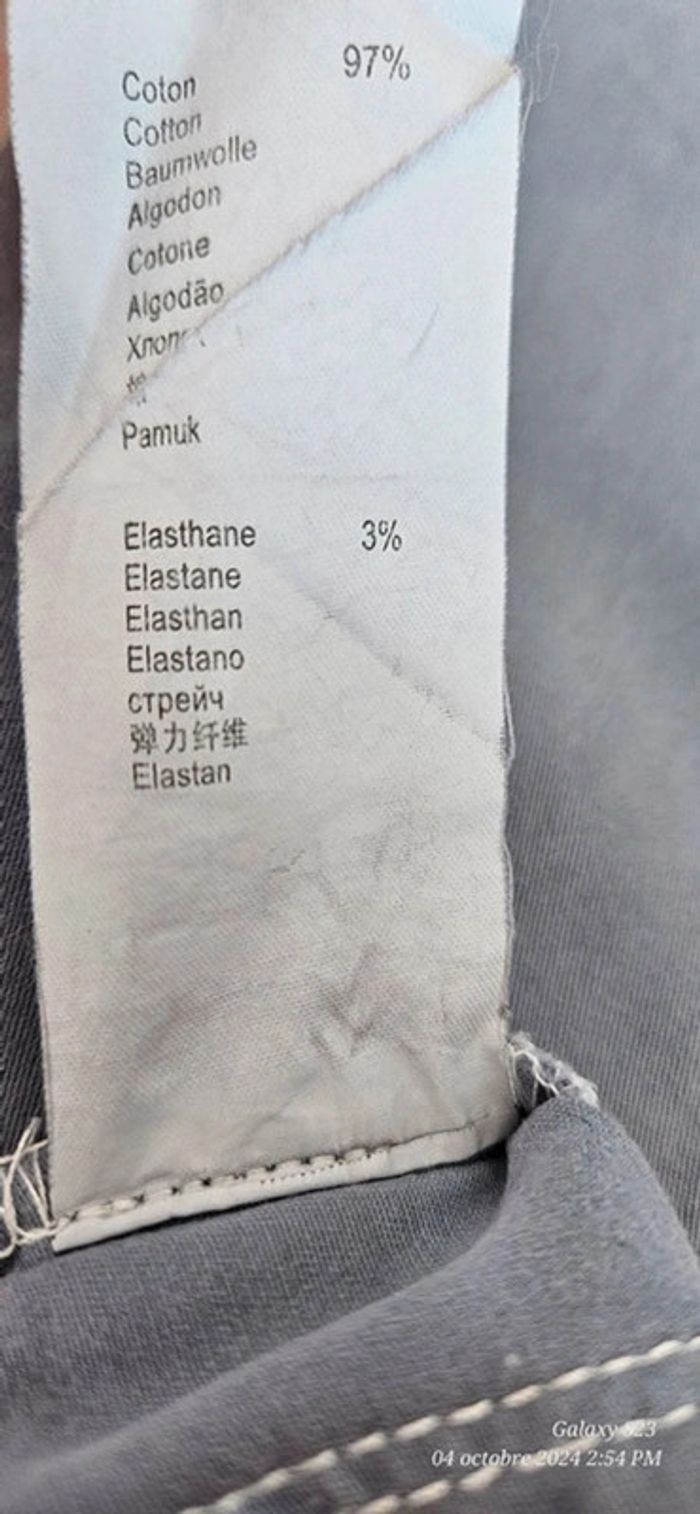 Coton 97%
Cotton
Baumwolle
Algodon
Cotone
Algodão
Pamuk
Elasthane 3%
Elastane
Elasthan
Elastano
стрейч
弹力纤维
Elastan
Galaxy S23
04 octobre 2024 2:54 PM